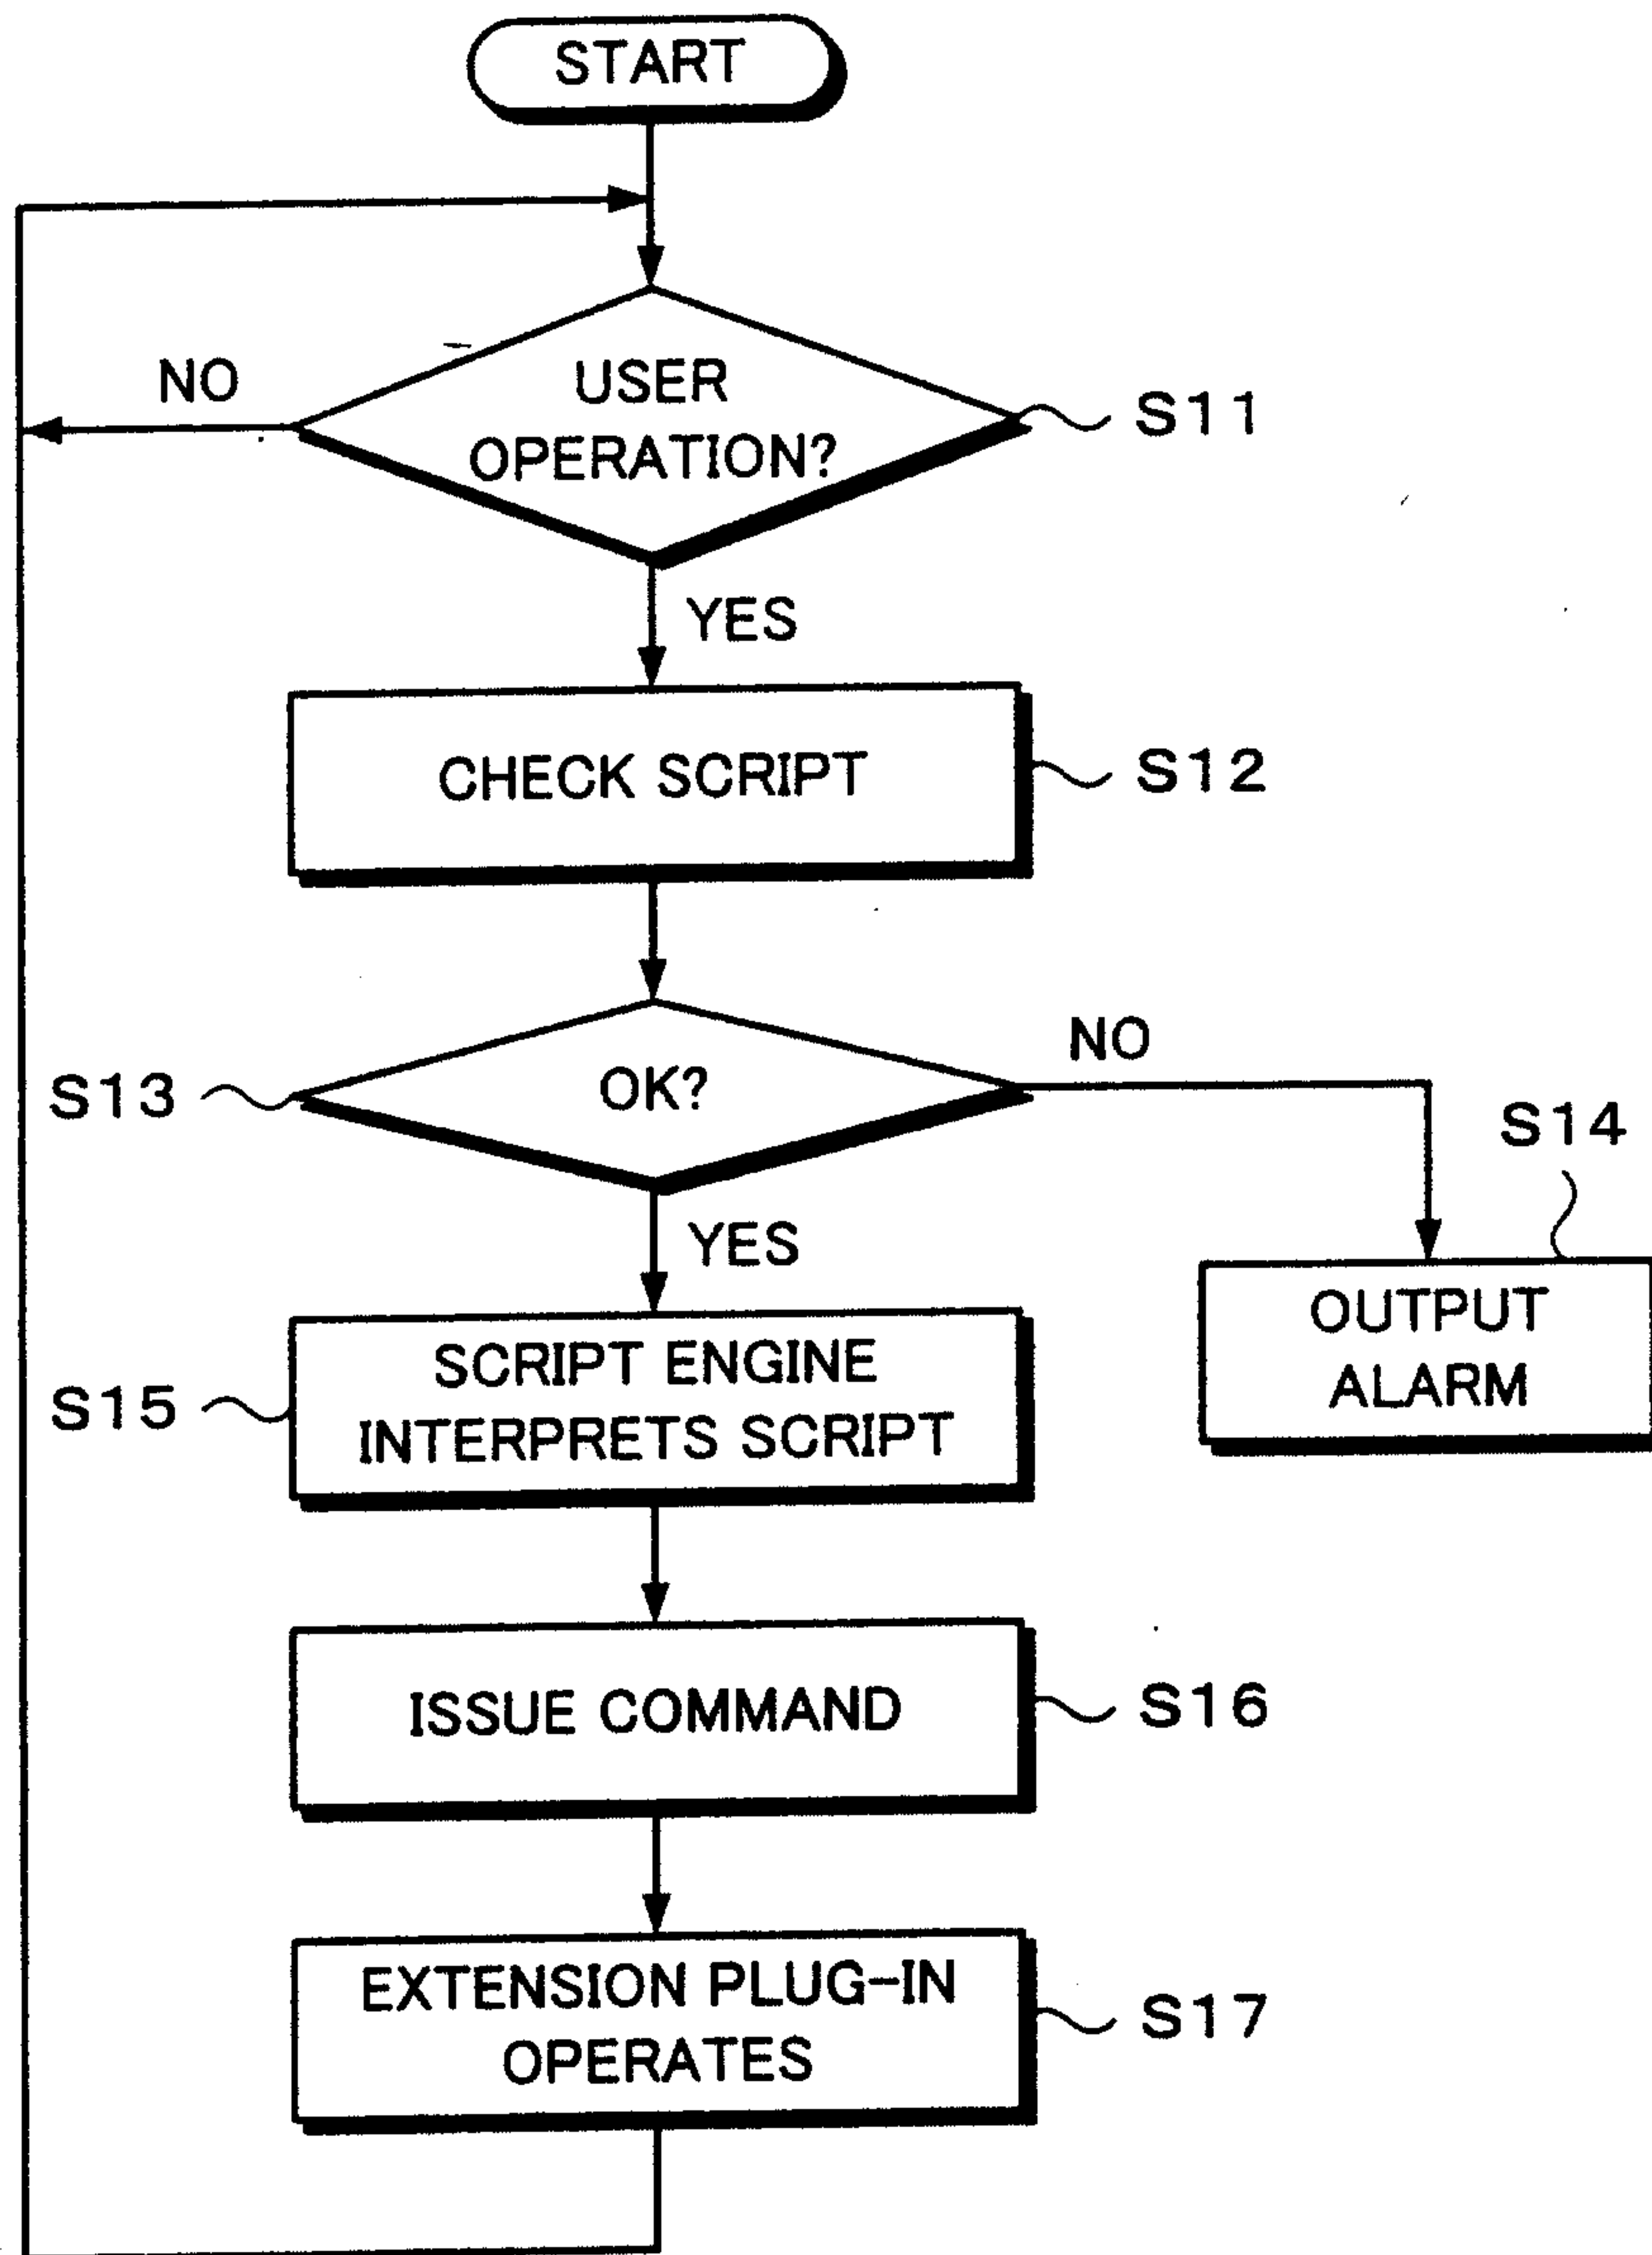 START
NO
USER
OPERATION?
S11
YES
CHECK SCRIPT
S12
S13
OK?
NO
S14
YES
OUTPUT
ALARM
S15
SCRIPT ENGINE
INTERPRETS SCRIPT
ISSUE COMMAND
S16
EXTENSION PLUG-IN
OPERATES
S17